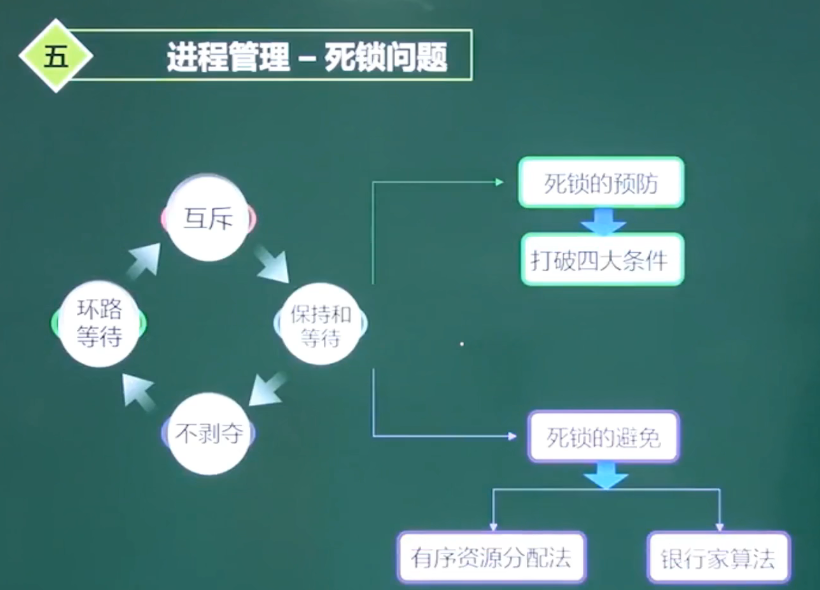 五
进程管理 – 死锁问题
互斥
保持和
等待
不剥夺
环路
等待
死锁的预防
打破四大条件
死锁的避免
有序资源分配法
银行家算法